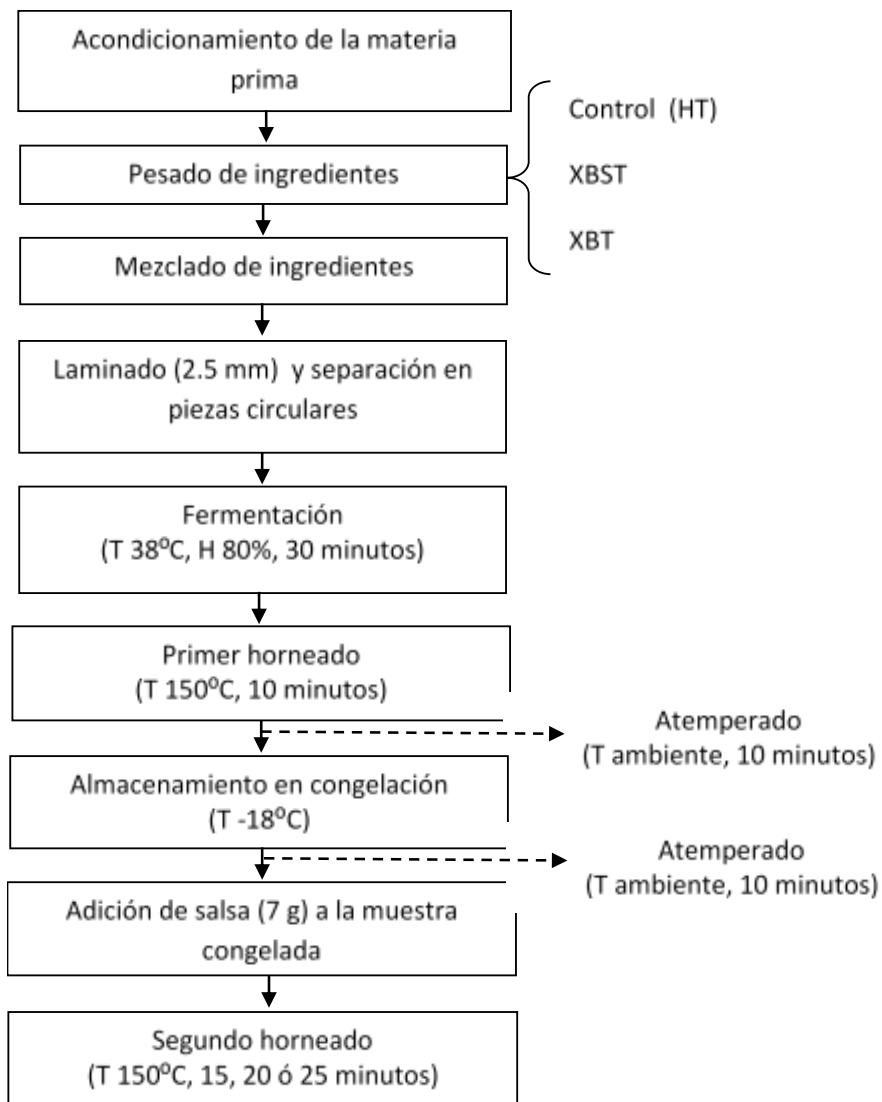 Acondicionamiento de la materia
prima
Control (HT)
Pesado de ingredientes
XBST
XBT
Mezclado de ingredientes
Laminado (2.5 mm) y separación en
piezas circulares
Fermentación
(T 38ºC, H 80%, 30 minutos)
Primer horneado
(T 150ºC, 10 minutos)
Atemperado
(T ambiente, 10 minutos)
Almacenamiento en congelación
(T -18ºC)
Atemperado
(T ambiente, 10 minutos)
Adición de salsa (7 g) a la muestra
congelada
Segundo horneado
(T 150ºC, 15, 20 ó 25 minutos)